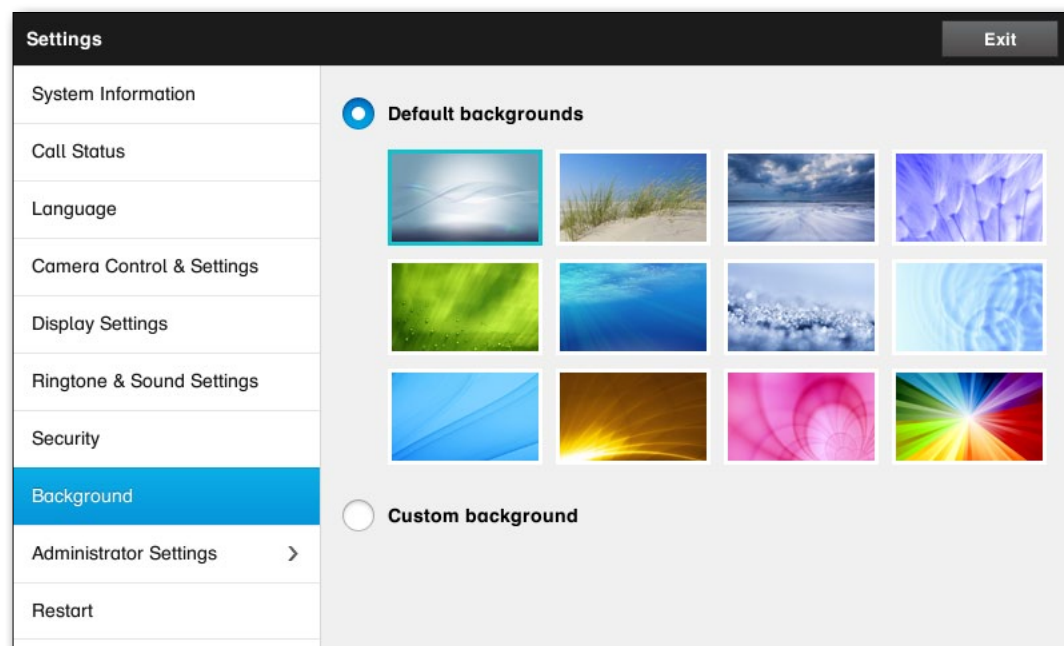 Settings
Exit
System Information
Call Status
Language
Camera Control & Settings
Display Settings
Ringtone & Sound Settings
Security
Background
Administrator Settings
Restart
Default backgrounds
Custom background